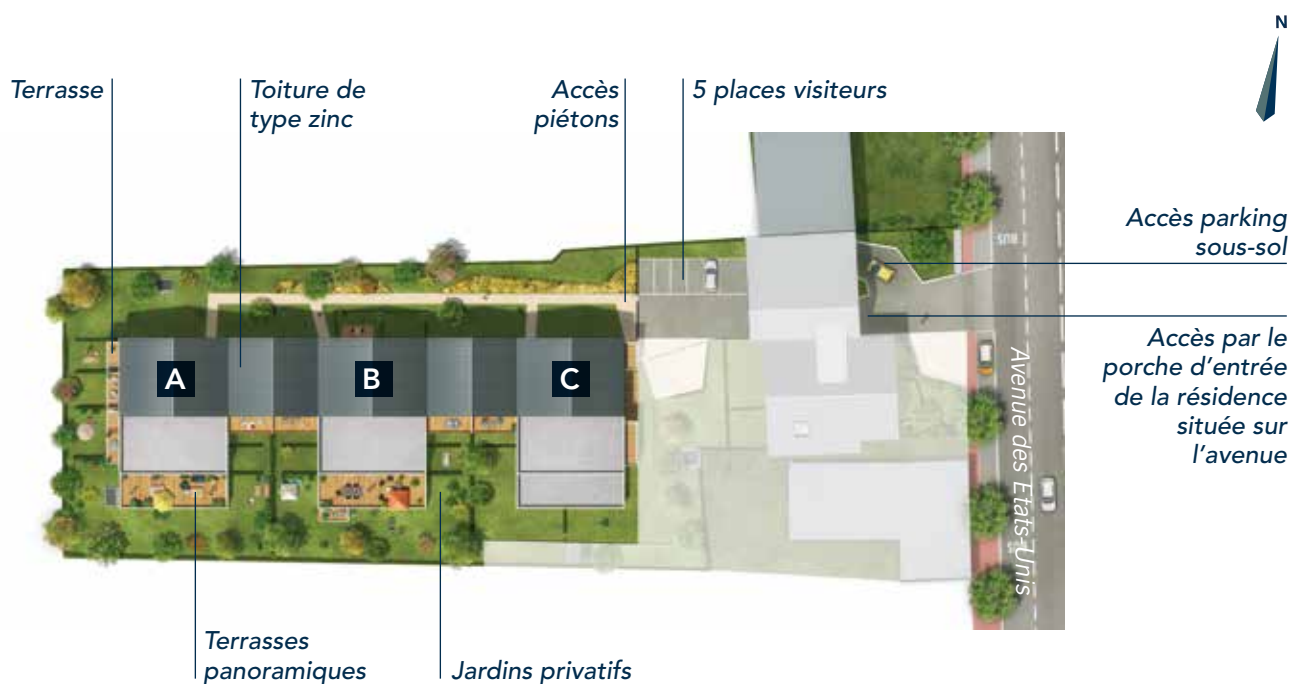 N
Terrasse
Toiture de
type zinc
Accès
piétons
5 places visiteurs
Accès parking
sous-sol
BUS
A
B
C
Accès par le
porche d'entrée
de la résidence
située sur
l'avenue
Avenue des Etats-Unis
Terrasses
panoramiques
Jardins privatifs